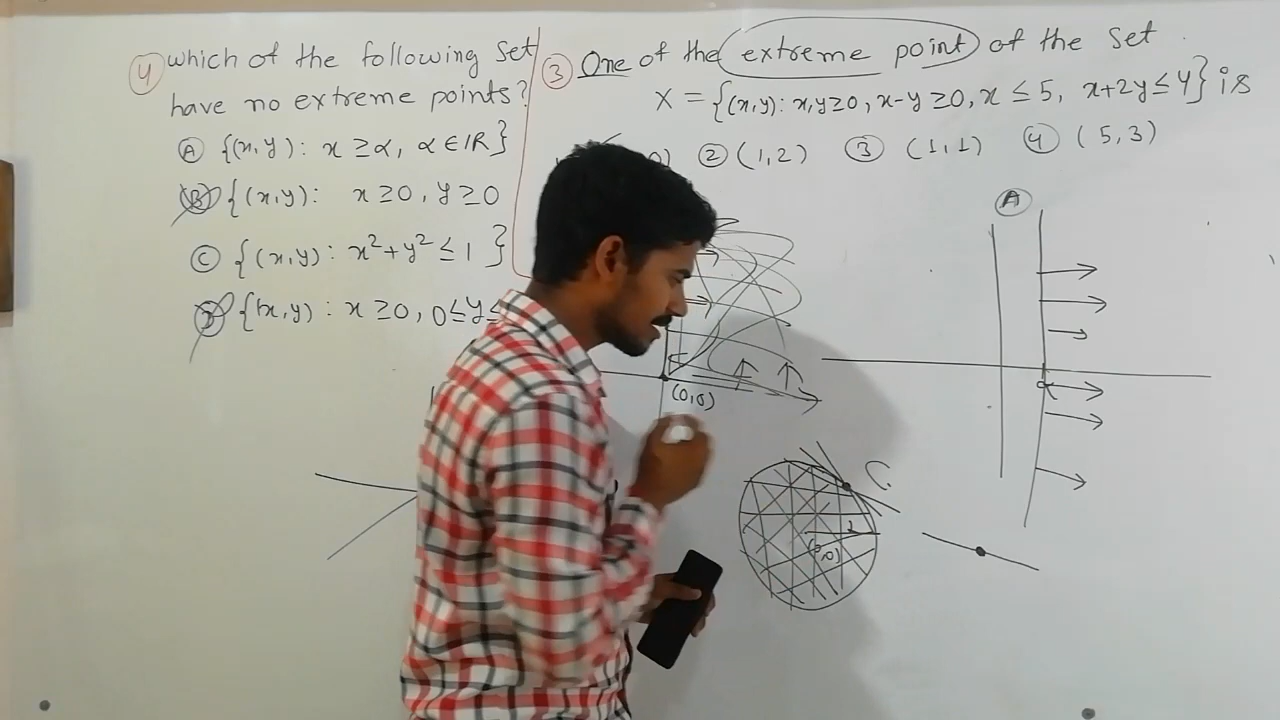 ④ which of the following set
have no extreme points?
Ⓐ {(x,y): x ≥ α, α ∈ IR}
Ⓑ {(x,y): x ≥ 0, y ≥ 0
Ⓒ {(x,y): x² + y² ≤ 1}
Ⓓ {(x,y): x ≥ 0, 0 ≤ y ≤
③ One of the extreme point of the set
X = {(x,y): x,y ≥ 0, x-y ≥ 0, x ≤ 5, x+2y ≤ 4} is
0) ② (1,2) ③ (1,1) ④ (5,3)
Ⓐ
α
(0,0)
C
1
(0,0)